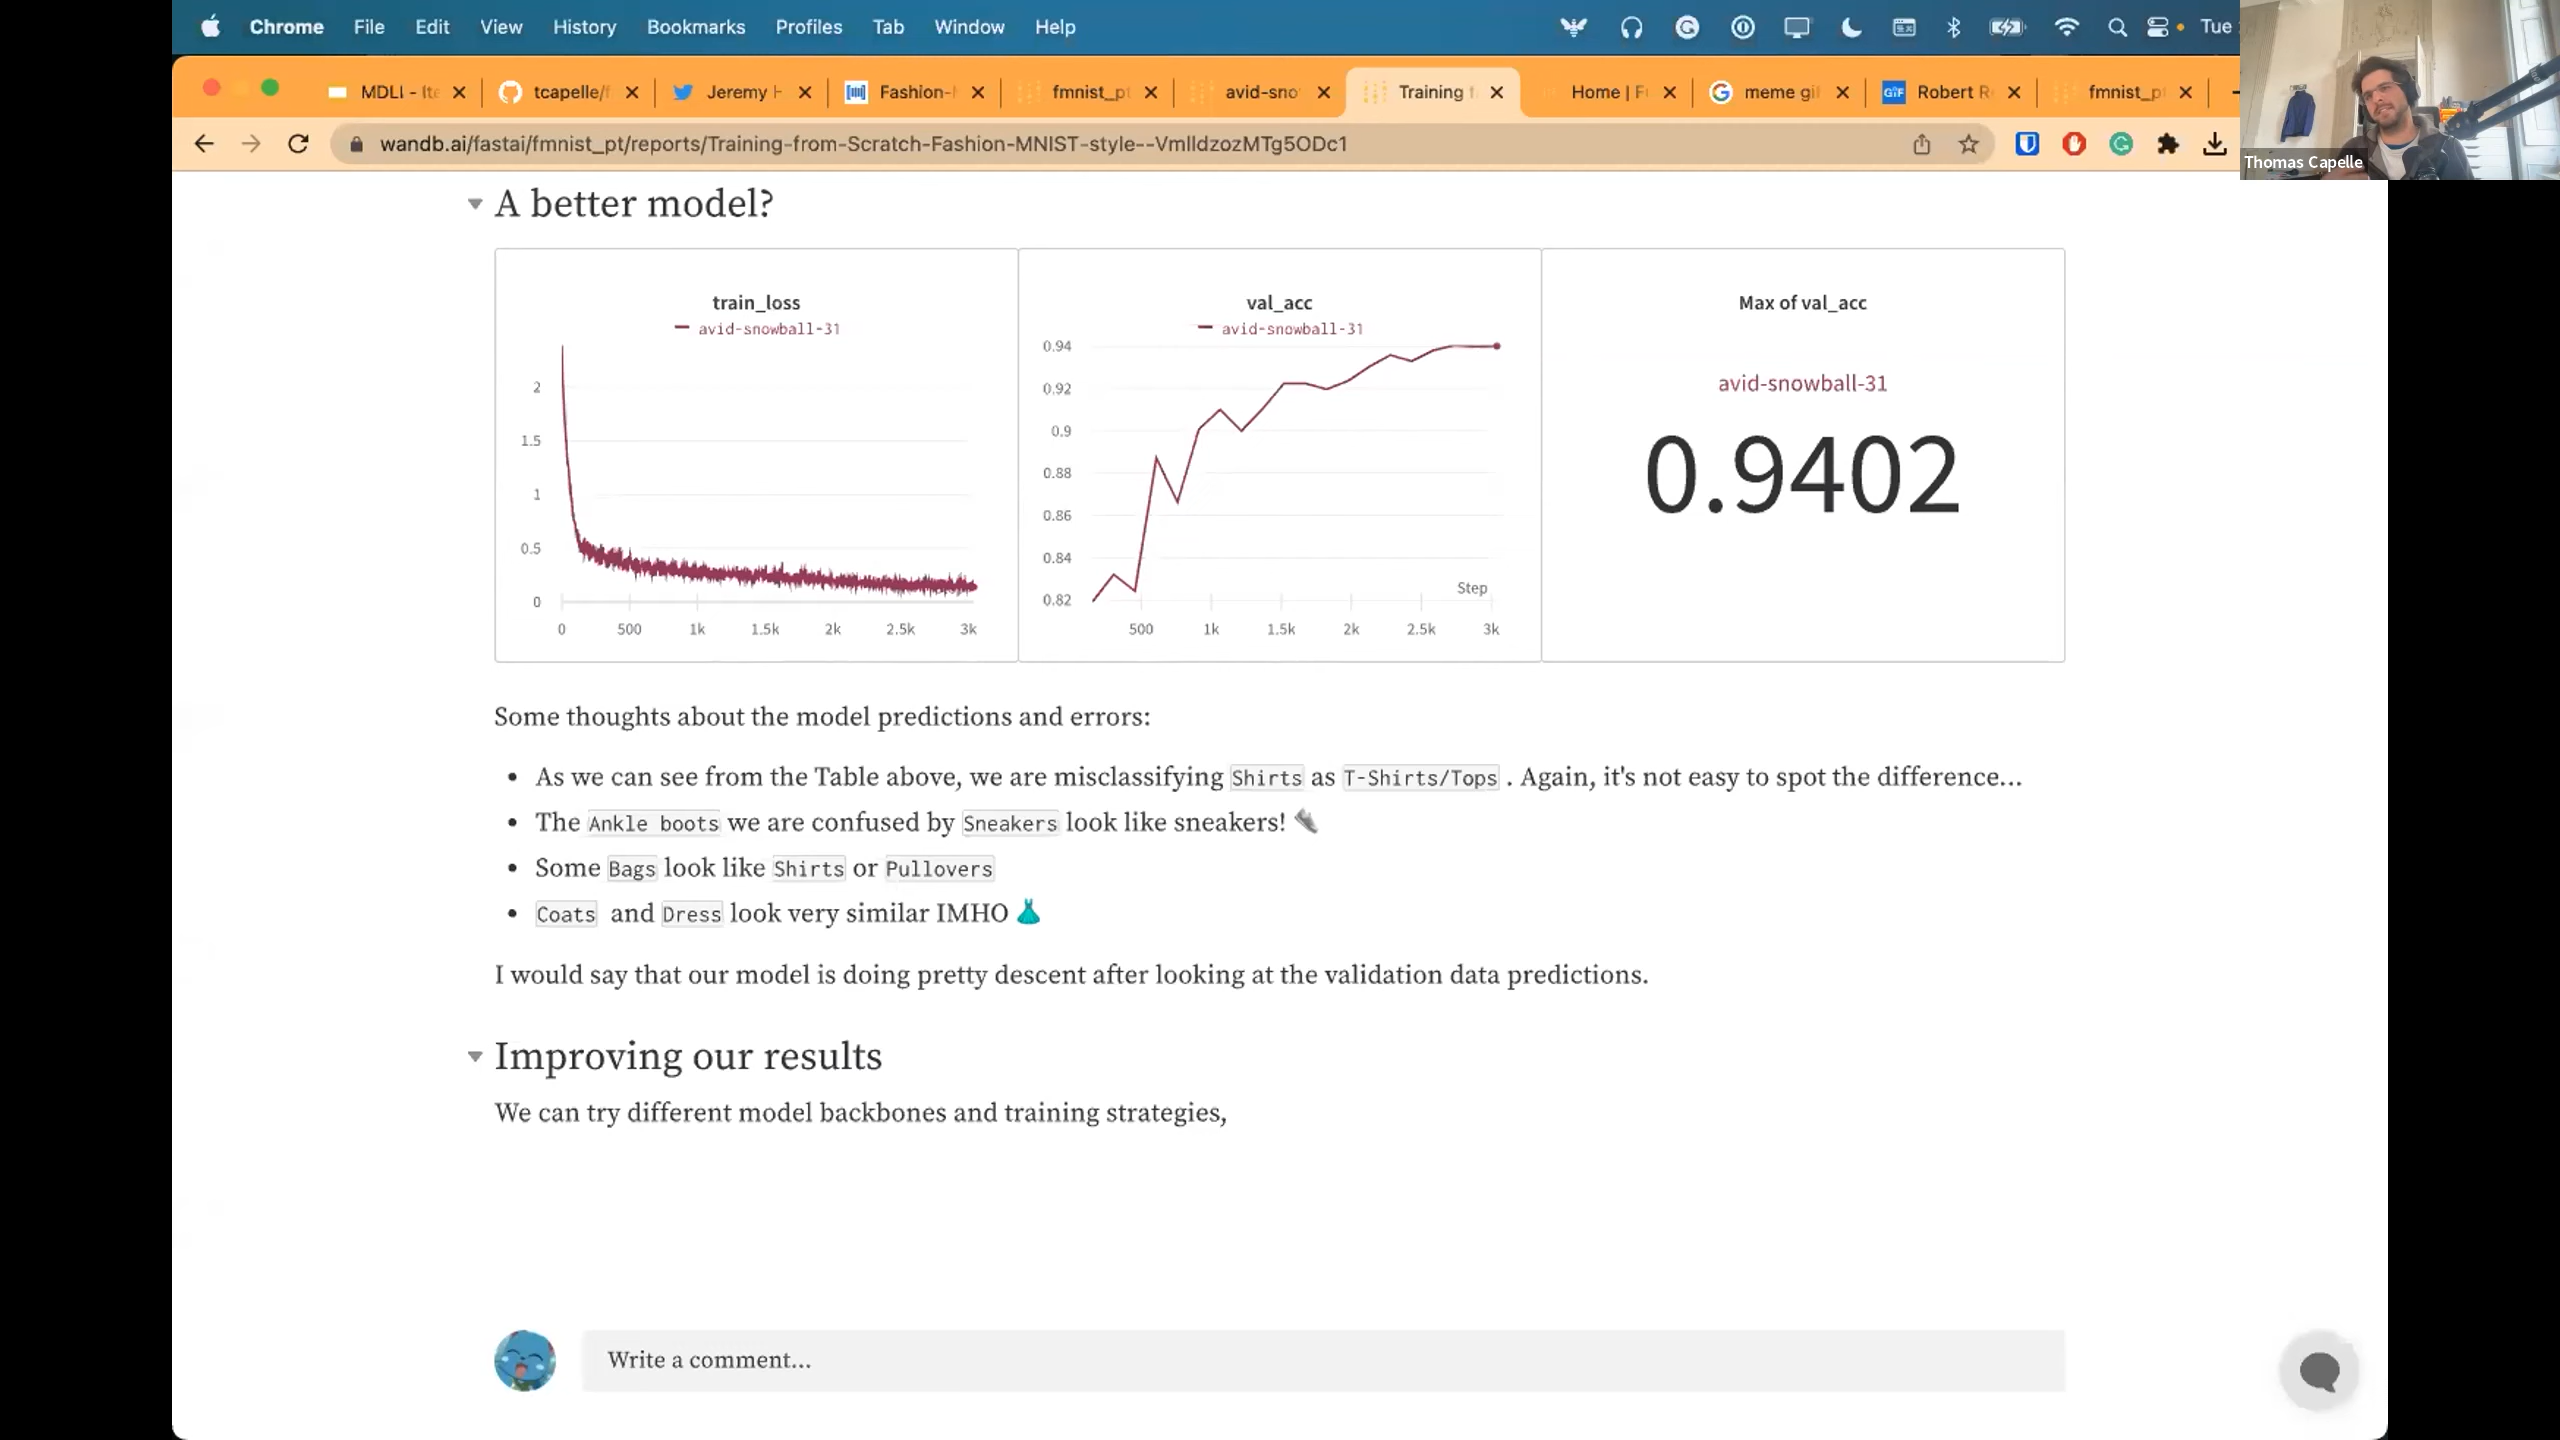 Chrome File Edit View History Bookmarks Profiles Tab Window Help Tue
MDLI - Ite tcapelle/f Jeremy H Fashion- fmnist_pt avid-sno Training f Home | F meme gif GIF Robert R fmnist_pt
wandb.ai/fastai/fmnist_pt/reports/Training-from-Scratch-Fashion-MNIST-style--VmlldzozMTg5ODc1
Thomas Capelle
A better model?
train_loss
avid-snowball-31
2
1.5
1
0.5
0
0 500 1k 1.5k 2k 2.5k 3k
val_acc
avid-snowball-31
0.94
0.92
0.9
0.88
0.86
0.84
0.82
Step
500 1k 1.5k 2k 2.5k 3k
Max of val_acc
avid-snowball-31
0.9402
Some thoughts about the model predictions and errors:
• As we can see from the Table above, we are misclassifying Shirts as T-Shirts/Tops . Again, it's not easy to spot the difference...
• The Ankle boots we are confused by Sneakers look like sneakers!
• Some Bags look like Shirts or Pullovers
• Coats and Dress look very similar IMHO
I would say that our model is doing pretty descent after looking at the validation data predictions.
Improving our results
We can try different model backbones and training strategies,
Write a comment...